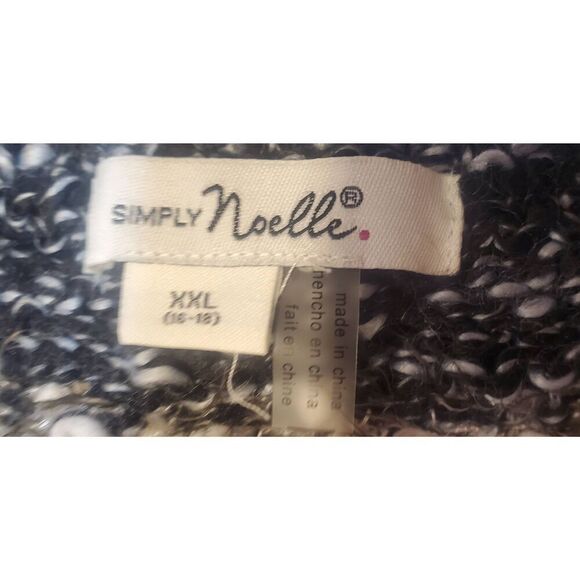 SIMPLY Noelle®.
XXL
(16-18)
made in china
hencho en china
fait en chine